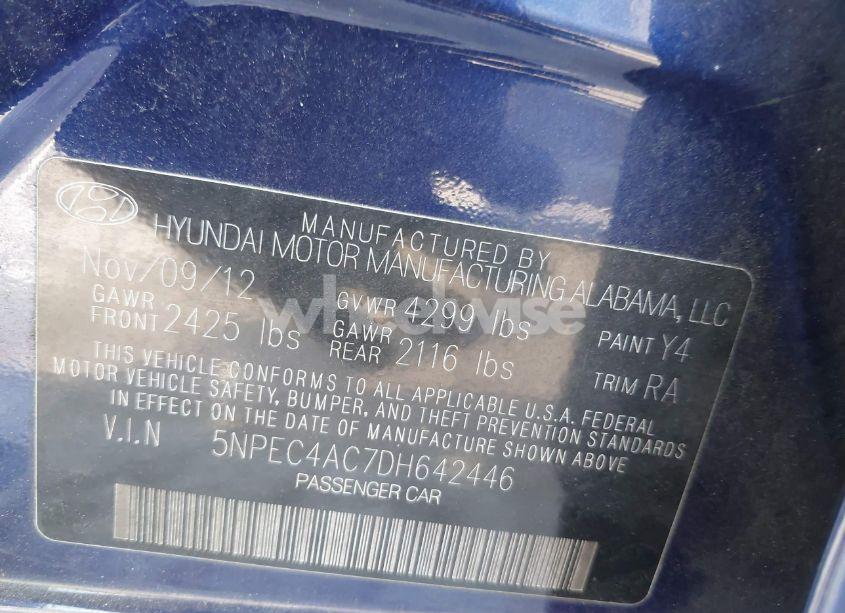 MANUFACTURED BY
HYUNDAI MOTOR MANUFACTURING ALABAMA, LLC
Nov/09/12 GVWR 4299 lbs PAINT Y4
GAWR FRONT 2425 lbs GAWR REAR 2116 lbs TRIM RA
THIS VEHICLE CONFORMS TO ALL APPLICABLE U.S.A. FEDERAL
MOTOR VEHICLE SAFETY, BUMPER, AND THEFT PREVENTION STANDARDS
IN EFFECT ON THE DATE OF MANUFACTURE SHOWN ABOVE
V.I.N 5NPEC4AC7DH642446
PASSENGER CAR